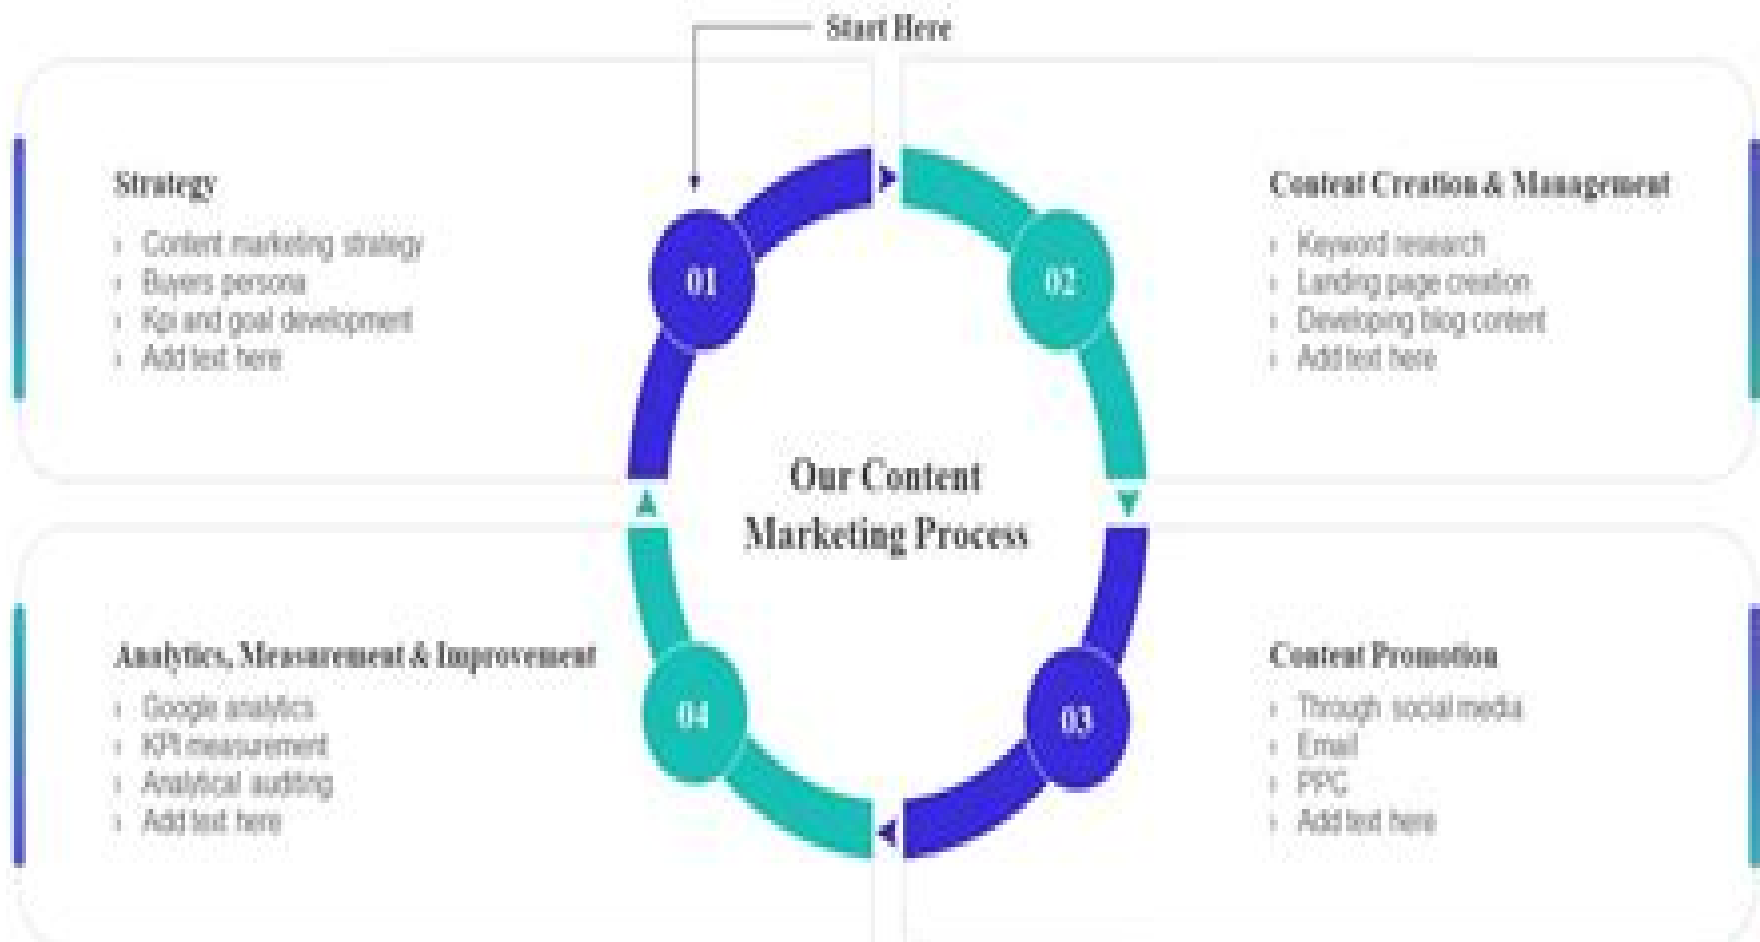 Start Here
Strategy
Content marketing strategy
Buyers persona
Kpi and goal development
Add text here
01
02
Content Creation & Management
Keyword research
Landing page creation
Developing blog content
Add text here
Our Content
Marketing Process
Analytics, Measurement & Improvement
Google analytics
KPI measurement
Analytical auditing
Add text here
04
03
Content Promotion
Through social media
Email
PPC
Add text here